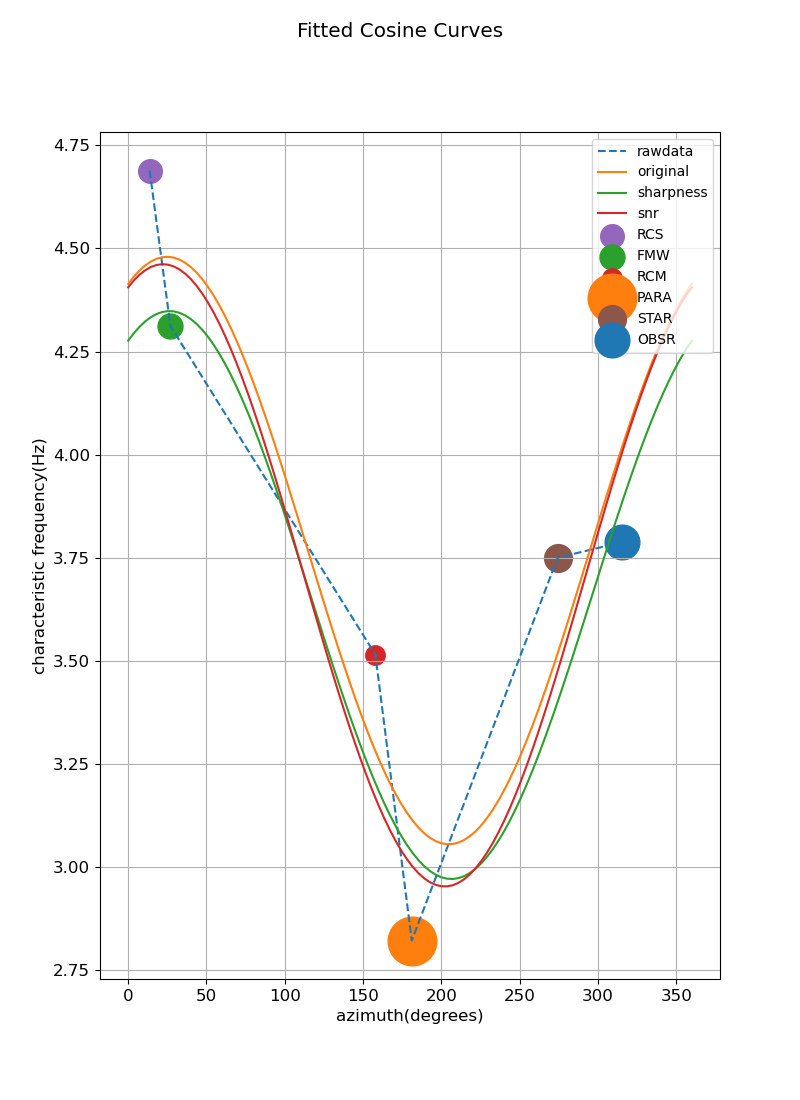 Fitted Cosine Curves
4.75
4.50
4.25
4.00
3.75
3.50
3.25
3.00
2.75
characteristic frequency(Hz)
rawdata
original
sharpness
snr
RCS
FMW
RCM
PARA
STAR
OBSR
0 50 100 150 200 250 300 350
azimuth(degrees)